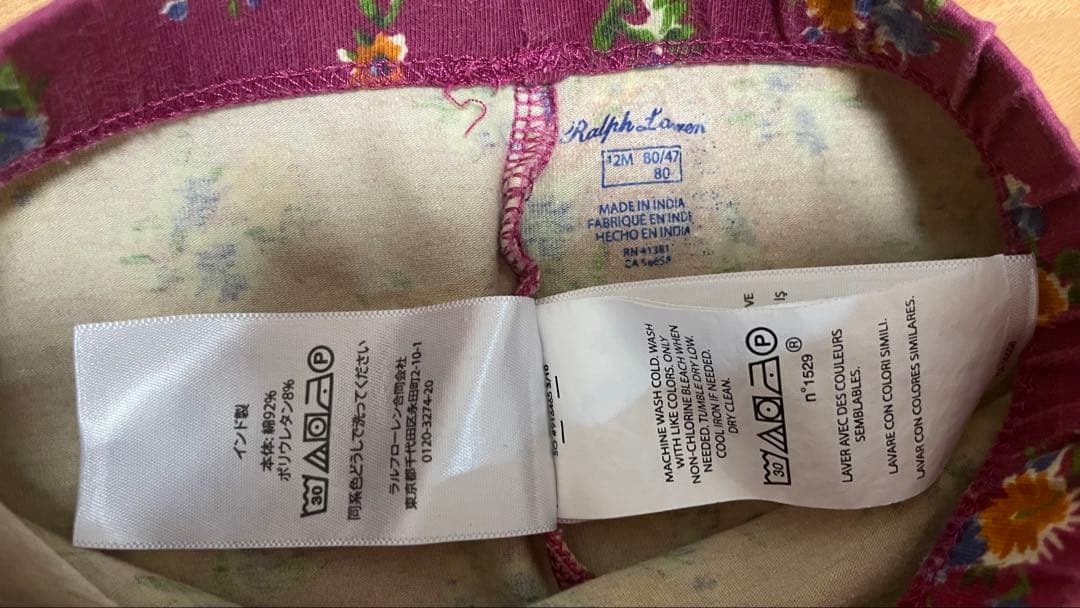 Ralph Lauren
12M 80/47
80
MADE IN INDIA
FABRIQUÉ EN INDE
HECHO EN INDIA
RN 41381
インド製
本体: 綿92%
ポリウレタン8%
30 P
同系色どうしで洗ってください
ラルフローレン合同会社
東京都千代田区永田町2-10-1
0120-3274-20
MACHINE WASH COLD. WASH
WITH LIKE COLORS. ONLY
NON-CHLORINE BLEACH WHEN
NEEDED. TUMBLE DRY LOW.
COOL IRON IF NEEDED.
DRY CLEAN.
30 P
®
n°1529
LAVER AVEC DES COULEURS
SEMBLABLES.
LAVARE CON COLORI SIMILI.
LAVAR CON COLORES SIMILARES.